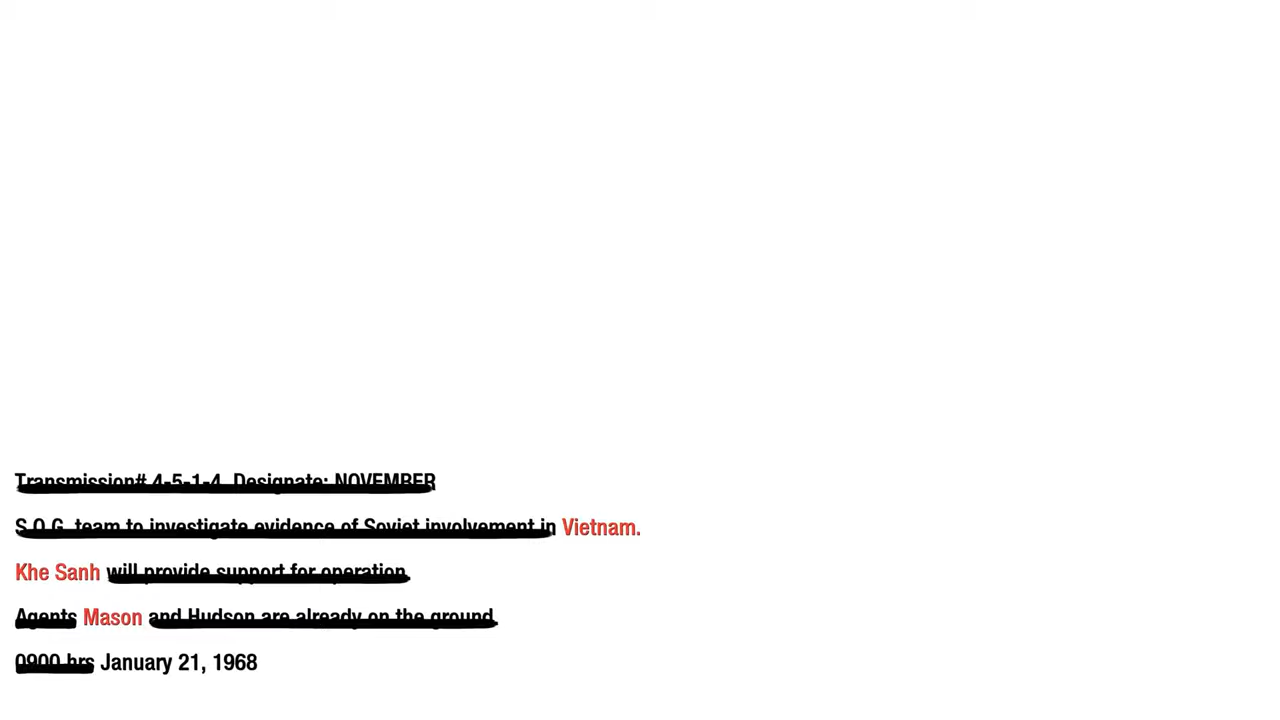 Transmission# 4-5-1-4, Designate: NOVEMBER
S.O.G. team to investigate evidence of Soviet involvement in Vietnam.
Khe Sanh will provide support for operation.
Agents Mason and Hudson are already on the ground.
0900 hrs January 21, 1968